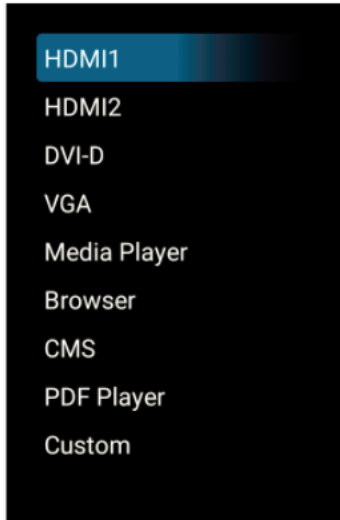 HDMI1
HDMI2
DVI-D
VGA
Media Player
Browser
CMS
PDF Player
Custom